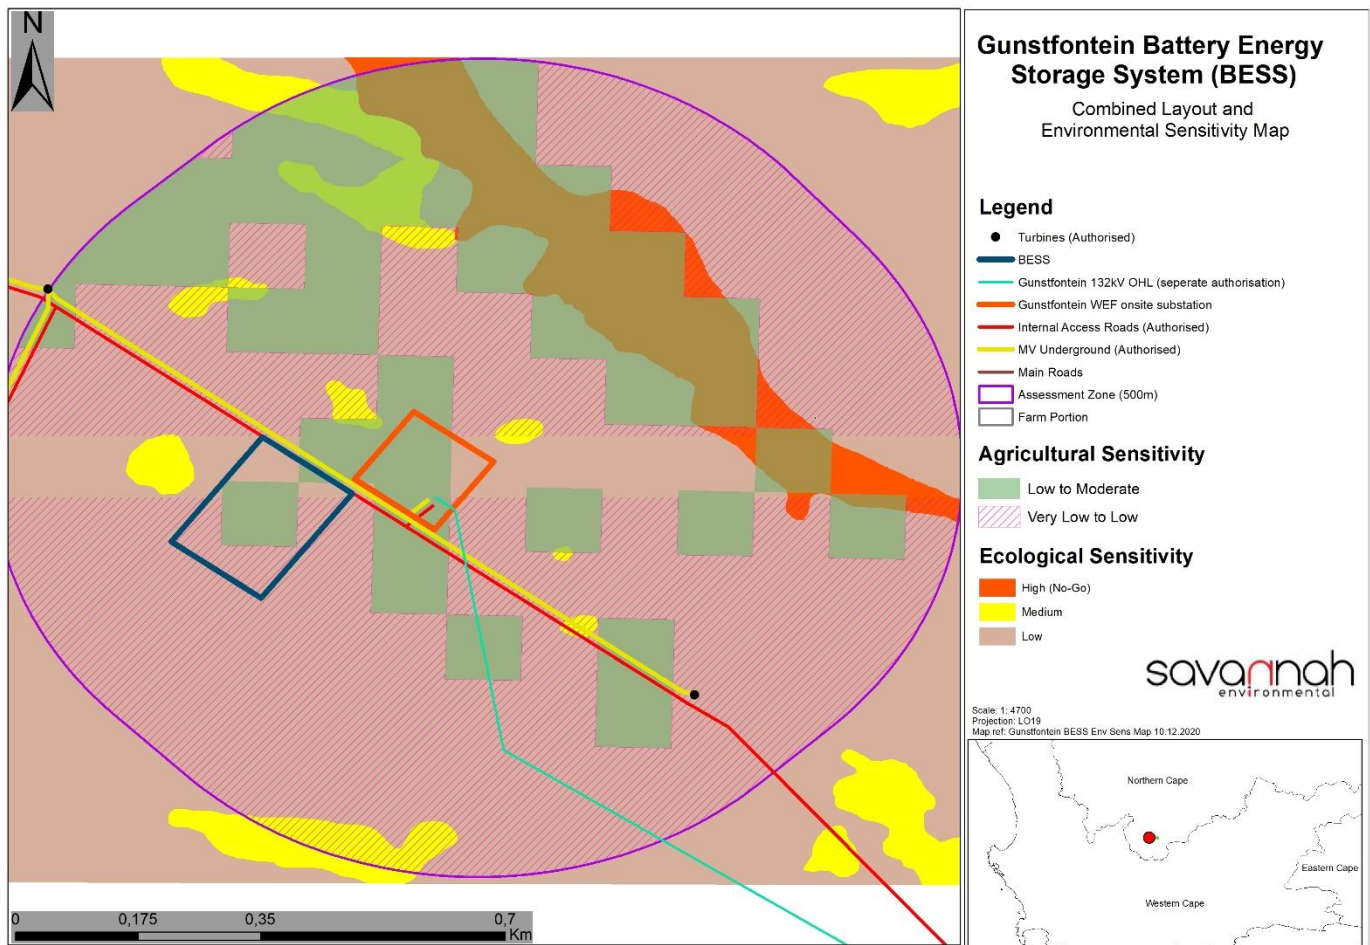 N
Gunstfontein Battery Energy
Storage System (BESS)
Combined Layout and
Environmental Sensitivity Map
Legend
Turbines (Authorised)
BESS
Gunstfontein 132kV OHL (seperate authorisation)
Gunstfontein WEF onsite substation
Internal Access Roads (Authorised)
MV Underground (Authorised)
Main Roads
Assessment Zone (500m)
Farm Portion
Agricultural Sensitivity
Low to Moderate
Very Low to Low
Ecological Sensitivity
High (No-Go)
Medium
Low
savannah
environmental
Scale: 1: 4700
Projection: LO19
Map ref: Gunstfontein BESS Env Sens Map 10.12.2020
Northern Cape
Eastern Cape
Western Cape
0 0,175 0,35 0,7
Km